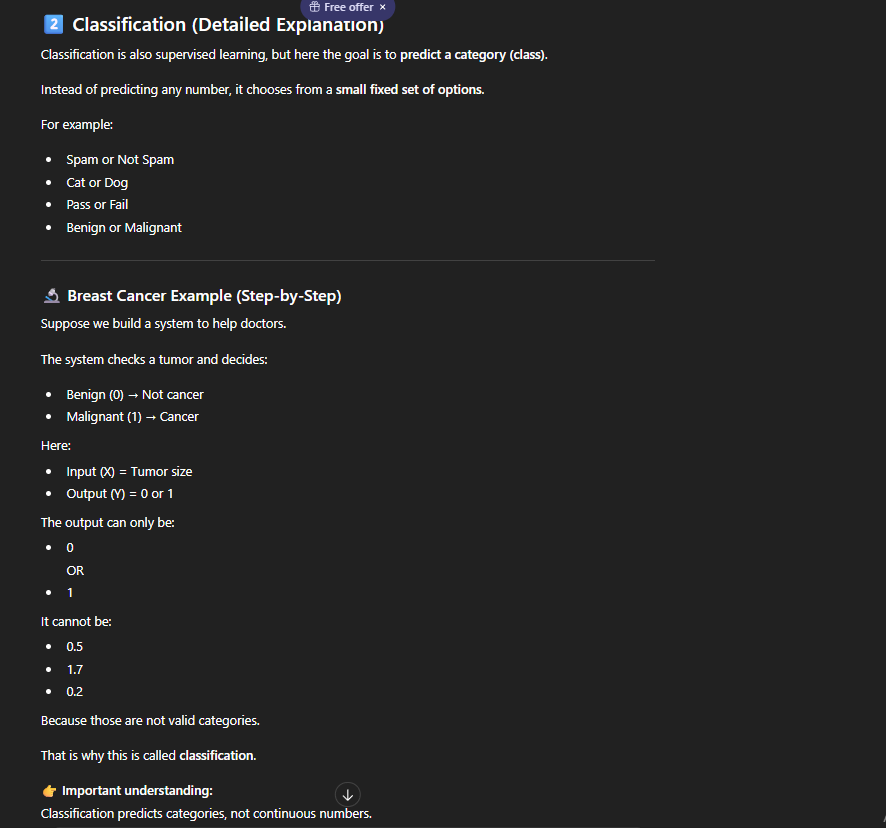 Free offer ×
2 Classification (Detailed Explanation)
Classification is also supervised learning, but here the goal is to predict a category (class).
Instead of predicting any number, it chooses from a small fixed set of options.
For example:
• Spam or Not Spam
• Cat or Dog
• Pass or Fail
• Benign or Malignant
🔬 Breast Cancer Example (Step-by-Step)
Suppose we build a system to help doctors.
The system checks a tumor and decides:
• Benign (0) → Not cancer
• Malignant (1) → Cancer
Here:
• Input (X) = Tumor size
• Output (Y) = 0 or 1
The output can only be:
• 0
OR
• 1
It cannot be:
• 0.5
• 1.7
• 0.2
Because those are not valid categories.
That is why this is called classification.
👉 Important understanding:
Classification predicts categories, not continuous numbers.